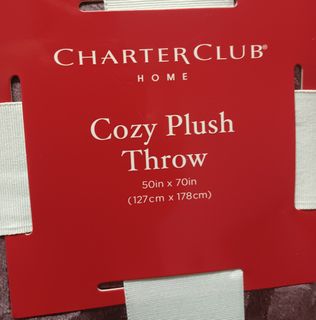 CHARTER CLUB®
HOME
Cozy Plush
Throw
50in x 70in
(127cm x 178cm)